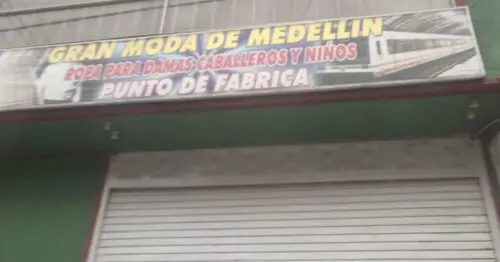 GRAN MODA DE MEDELLIN
ROPA PARA DAMAS CABALLEROS Y NIÑOS
PUNTO DE FABRICA